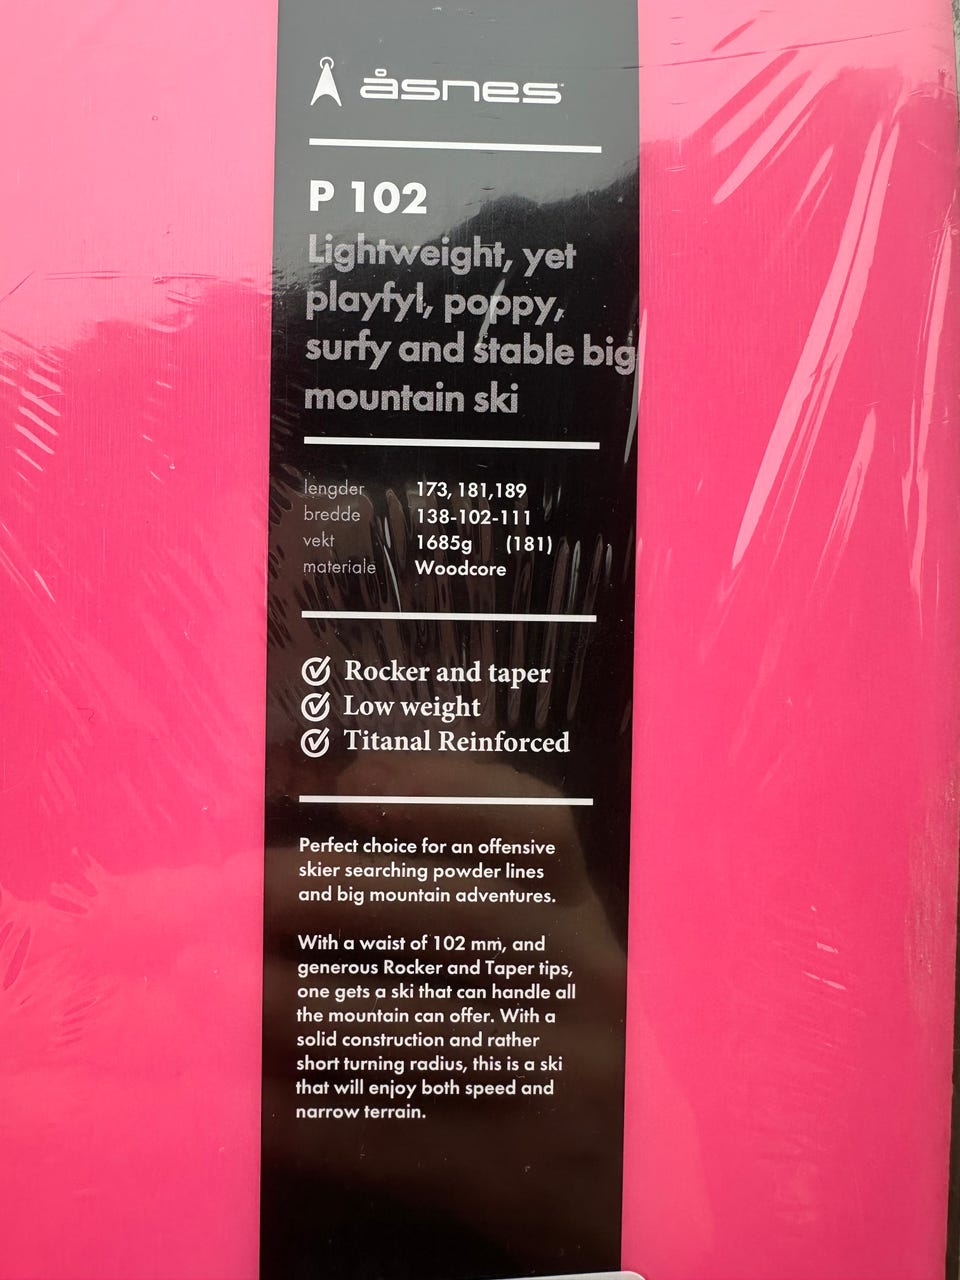 åsnes
P 102
Lightweight, yet
playfyl, poppy,
surfy and stable big
mountain ski
lengder 173, 181,189
bredde 138-102-111
vekt 1685g (181)
materiale Woodcore
Rocker and taper
Low weight
Titanal Reinforced
Perfect choice for an offensive
skier searching powder lines
and big mountain adventures.
With a waist of 102 mm, and
generous Rocker and Taper tips,
one gets a ski that can handle all
the mountain can offer. With a
solid construction and rather
short turning radius, this is a ski
that will enjoy both speed and
narrow terrain.